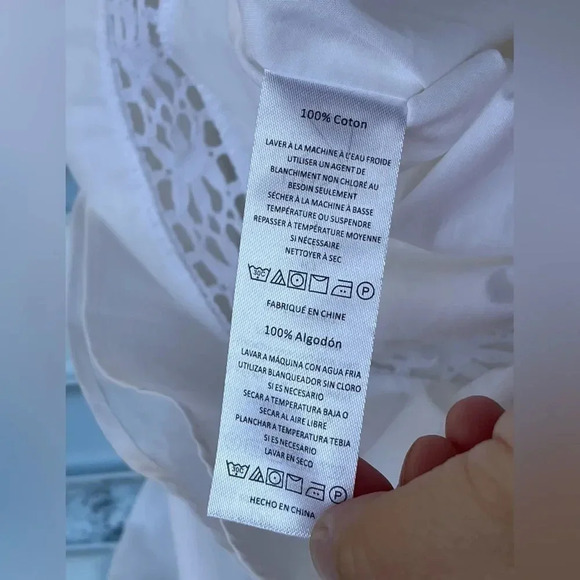 100% Coton
LAVER À LA MACHINE À L'EAU FROIDE
UTILISER UN AGENT DE
BLANCHIMENT NON CHLORÉ AU
BESOIN SEULEMENT
SÉCHER À LA MACHINE À BASSE
TEMPÉRATURE OU SUSPENDRE
REPASSER À TEMPÉRATURE MOYENNE
SI NÉCESSAIRE
NETTOYER À SEC
30C P
FABRIQUÉ EN CHINE
100% Algodón
LAVAR A MÁQUINA CON AGUA FRIA
UTILIZAR BLANQUEADOR SIN CLORO
SI ES NECESARIO
SECAR A TEMPERATURA BAJA O
SECAR AL AIRE LIBRE
PLANCHAR A TEMPERATURA TEBIA
SI ES NECESARIO
LAVAR EN SECO
30C P
HECHO EN CHINA